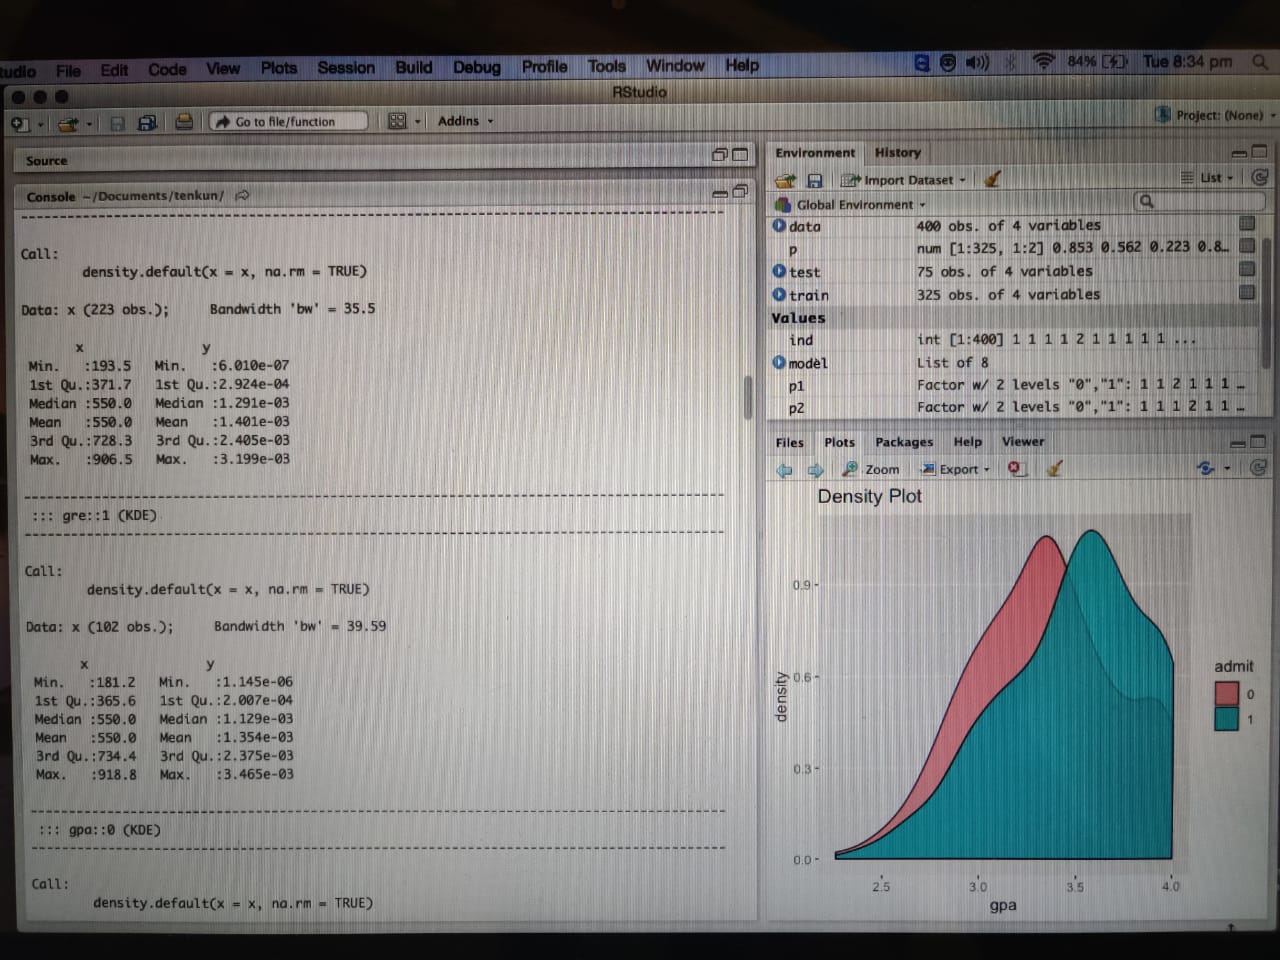 tudio File Edit Code View Plots Session Build Debug Profile Tools Window Help 84% Tue 8:34 pm
RStudio
Go to file/function Addins Project: (None)
Source
Console ~/Documents/tenkun/
Call:
density.default(x = x, na.rm = TRUE)
Data: x (223 obs.); Bandwidth 'bw' = 35.5
x y
Min. :193.5 Min. :6.010e-07
1st Qu.:371.7 1st Qu.:2.924e-04
Median :550.0 Median :1.291e-03
Mean :550.0 Mean :1.401e-03
3rd Qu.:728.3 3rd Qu.:2.405e-03
Max. :906.5 Max. :3.199e-03
::: gre::1 (KDE)
Call:
density.default(x = x, na.rm = TRUE)
Data: x (102 obs.); Bandwidth 'bw' = 39.59
x y
Min. :181.2 Min. :1.145e-06
1st Qu.:365.6 1st Qu.:2.007e-04
Median :550.0 Median :1.129e-03
Mean :550.0 Mean :1.354e-03
3rd Qu.:734.4 3rd Qu.:2.375e-03
Max. :918.8 Max. :3.465e-03
::: gpa::0 (KDE)
Call:
density.default(x = x, na.rm = TRUE)
Environment History
Import Dataset List
Global Environment
data 400 obs. of 4 variables
p num [1:325, 1:2] 0.853 0.562 0.223 0.8…
test 75 obs. of 4 variables
train 325 obs. of 4 variables
Values
ind int [1:400] 1 1 1 1 2 1 1 1 1 1 ...
model List of 8
p1 Factor w/ 2 levels "0","1": 1 1 2 1 1 1 …
p2 Factor w/ 2 levels "0","1": 1 1 1 2 1 1 …
Files Plots Packages Help Viewer
Zoom Export
Density Plot
0.9
0.6
0.3
0.0
density
2.5 3.0 3.5 4.0
gpa
admit
0
1